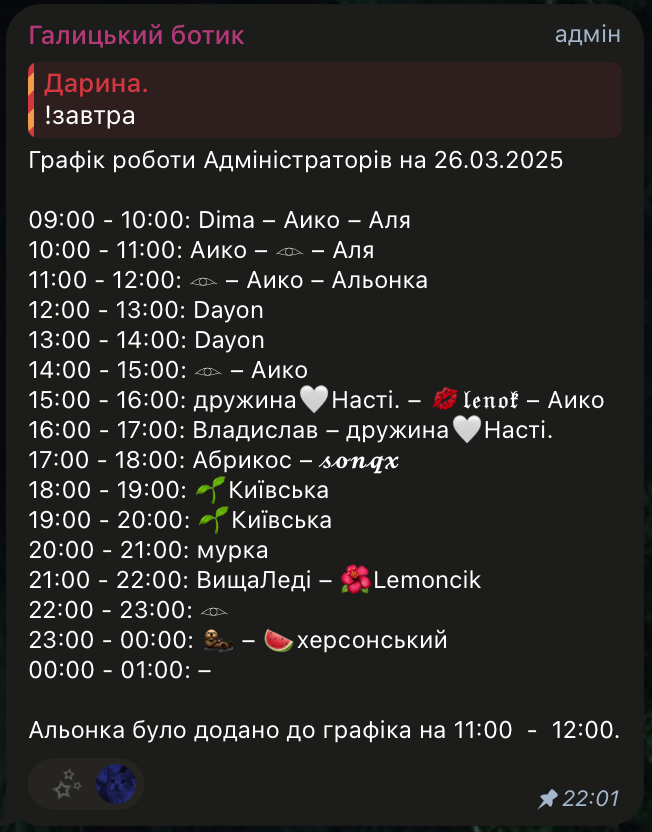 Галицький ботик адмін
Дарина.
!завтра
Графік роботи Адміністраторів на 26.03.2025
09:00 - 10:00: Dima – Аико – Аля
10:00 - 11:00: Аико – 𓁹 – Аля
11:00 - 12:00: 𓁹 – Аико – Альонка
12:00 - 13:00: Dayon
13:00 - 14:00: Dayon
14:00 - 15:00: 𓁹 – Аико
15:00 - 16:00: дружина🤍Насті. – 💋 𝖑𝖊𝖓𝖔𝖐 – Аико
16:00 - 17:00: Владислав – дружина🤍Насті.
17:00 - 18:00: Абрикос – 𝓼𝓸𝓷𝓺𝔁
18:00 - 19:00: 🌱Київська
19:00 - 20:00: 🌱Київська
20:00 - 21:00: мурка
21:00 - 22:00: ВищаЛеді – 🌺Lemoncik
22:00 - 23:00: 𓁹
23:00 - 00:00: 🦦 – 🍉херсонський
00:00 - 01:00: –
Альонка було додано до графіка на 11:00 - 12:00.
22:01